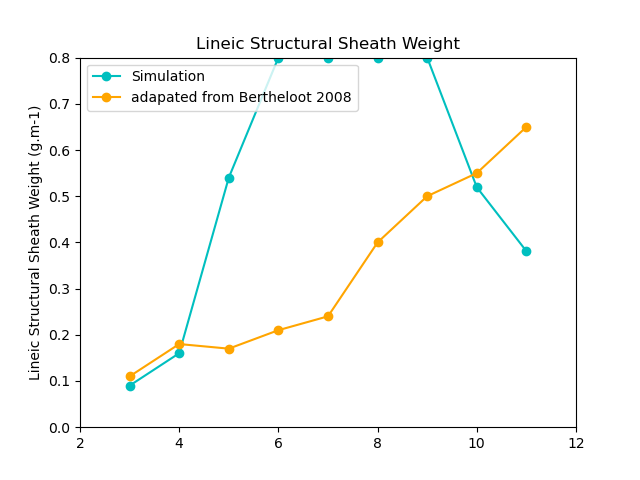 Lineic Structural Sheath Weight
Simulation
adapated from Bertheloot 2008
Lineic Structural Sheath Weight (g.m-1)
0.8
0.7
0.6
0.5
0.4
0.3
0.2
0.1
0.0
2 4 6 8 10 12